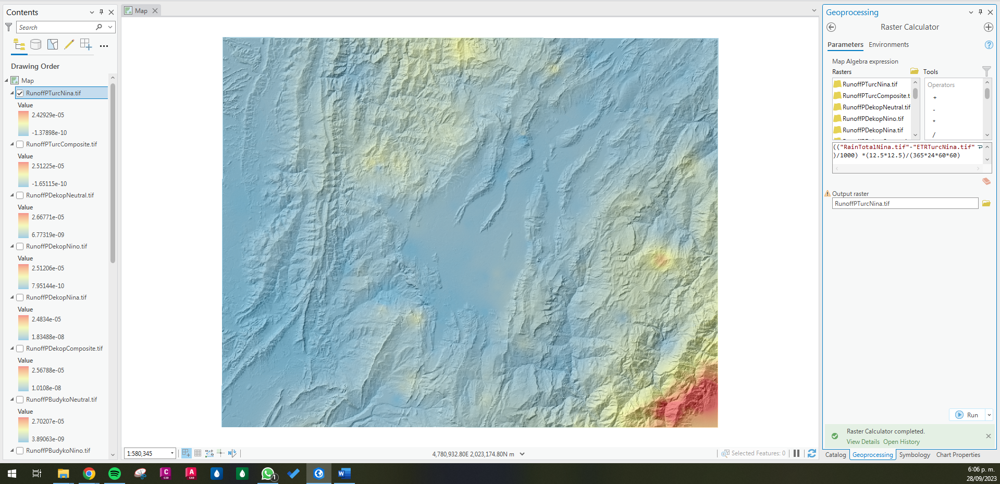 Contents
Search
Drawing Order
Map
RunoffPTurcNina.tif
Value
2.42929e-05
-1.37898e-10
RunoffPTurcComposite.tif
Value
2.51225e-05
-1.65115e-10
RunoffPDekopNeutral.tif
Value
2.66771e-05
6.77319e-09
RunoffPDekopNino.tif
Value
2.51206e-05
7.95144e-10
RunoffPDekopNina.tif
Value
2.4834e-05
1.83488e-08
RunoffPDekopComposite.tif
Value
2.56788e-05
1.0108e-08
RunoffPBudykoNeutral.tif
Value
2.70207e-05
3.89063e-09
RunoffPBudykoNino.tif
Map
1:580,345
4,780,932.80E 2,023,174.80N m
Selected Features: 0
Geoprocessing
Raster Calculator
Parameters Environments
Map Algebra expression
Rasters
Tools
RunoffPTurcNina.tif
RunoffPTurcComposite.t
RunoffPDekopNeutral.tif
RunoffPDekopNino.tif
RunoffPDekopNina.tif
Operators
+
-
*
/
(("RainTotalNina.tif"-"ETRTurcNina.tif"
)/1000) *(12.5*12.5)/(365*24*60*60)
Output raster
RunoffPTurcNina.tif
Run
Raster Calculator completed.
View Details Open History
Catalog Geoprocessing Symbology Chart Properties
C
C3D
A
CAD
1
W
6:06 p. m.
28/09/2023